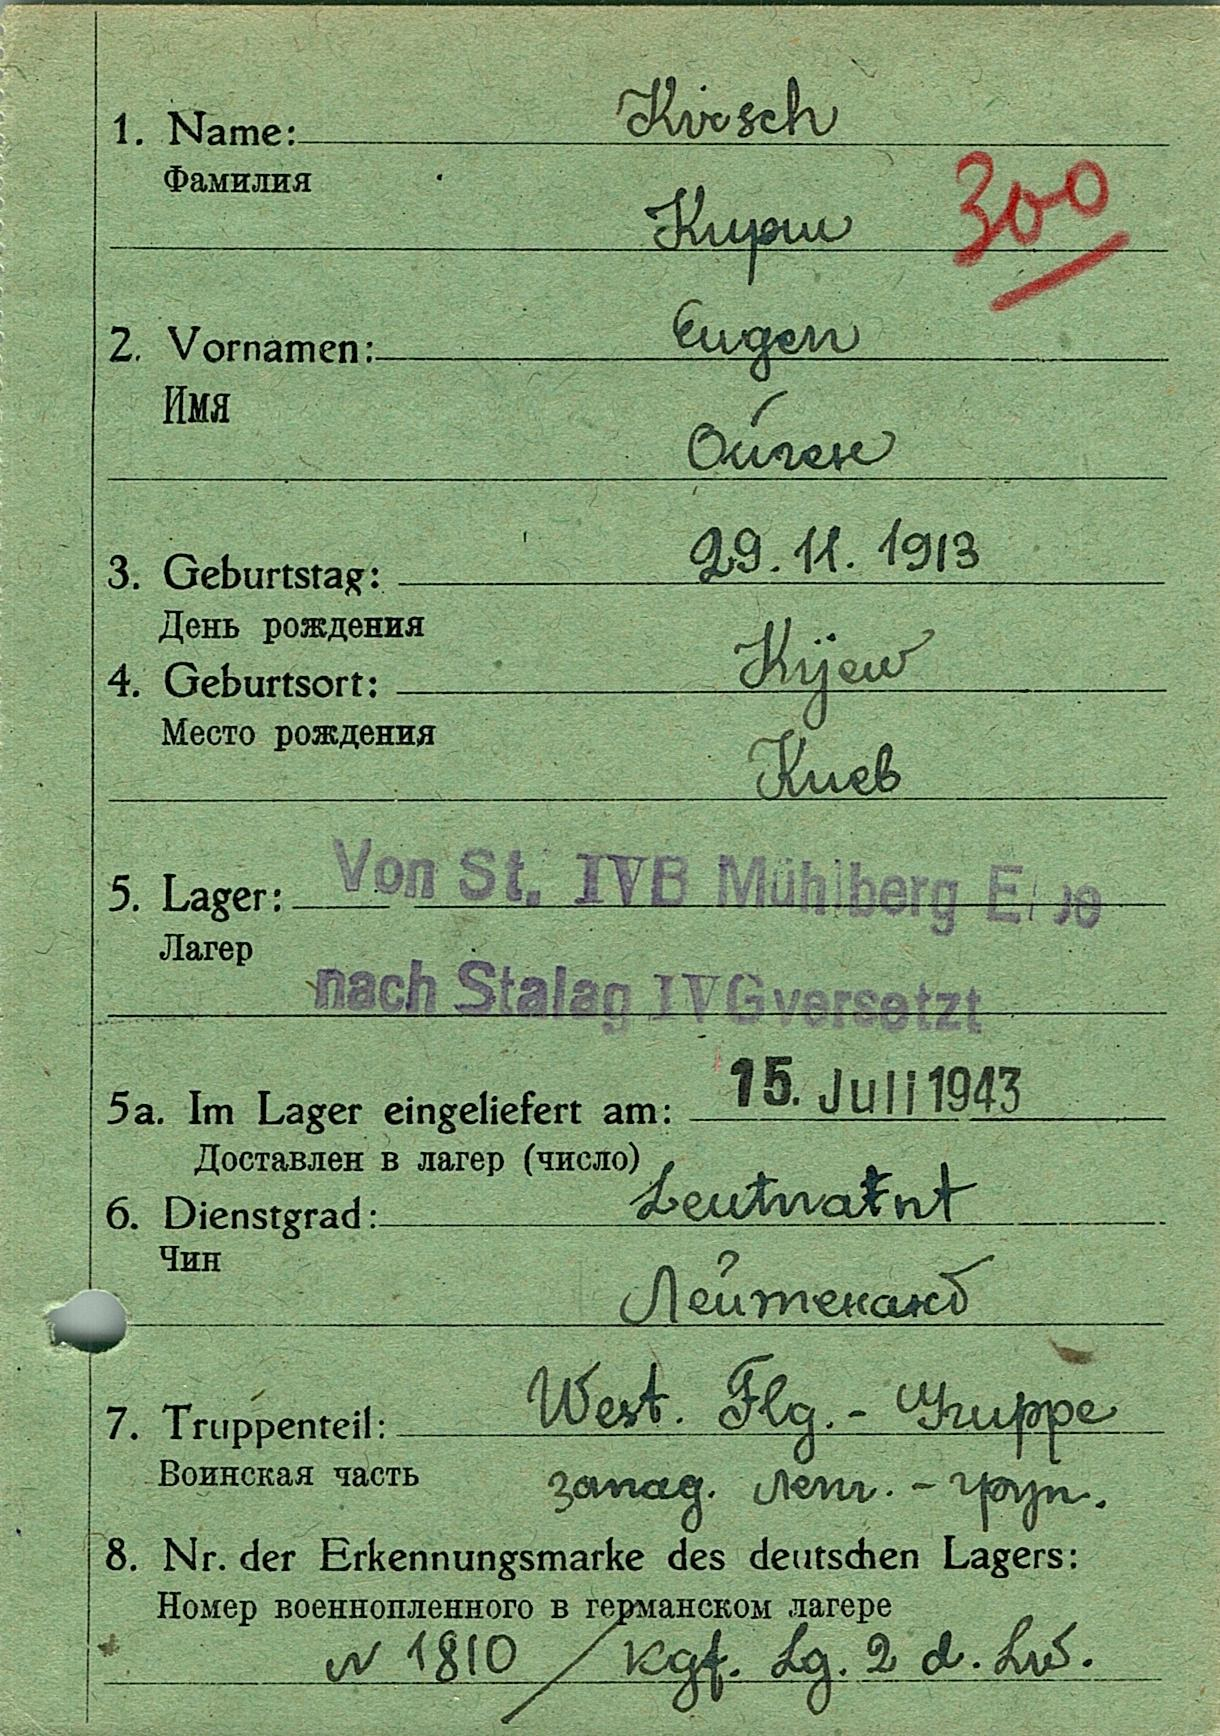 1. Name: Kirsch
Фамилия
Кирш 300
2. Vornamen: Eugen
Имя
Ойген
3. Geburtstag: 29. 11. 1913
День рождения
4. Geburtsort: Kijew
Место рождения
Киев
5. Lager: Von St. IVB Mühlberg Elbe
Лагер
nach Stalag IVG versetzt
5a. Im Lager eingeliefert am: 15. Juli 1943
Доставлен в лагер (число)
6. Dienstgrad: Leutnatnt
Чин
Лейтенанд
7. Truppenteil: West. Flg.- Gruppe
Воинская часть запад. лет. - груп.
8. Nr. der Erkennungsmarke des deutschen Lagers:
Номер военнопленного в германском лагере
N 1810 / Kgf. Lg. 2 d. Lw.